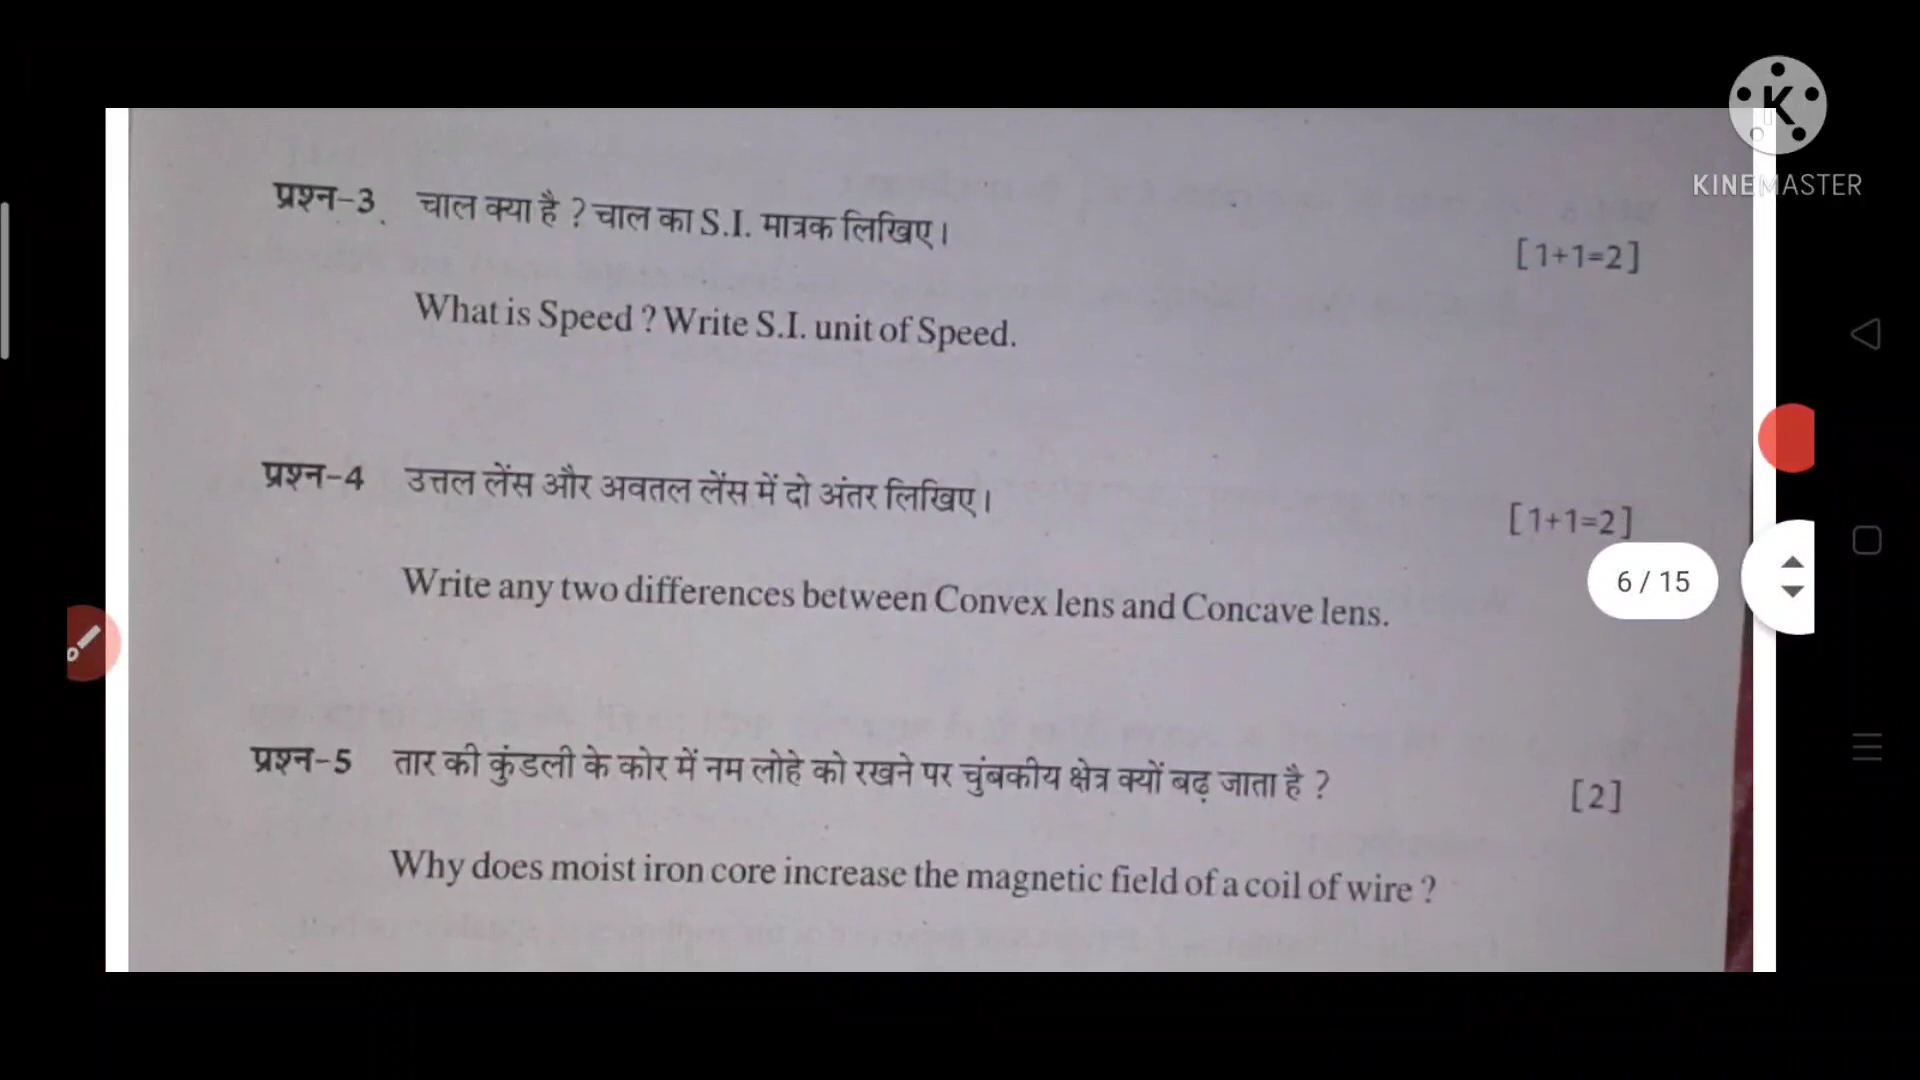 K
KINEMASTER
प्रश्न-3 चाल क्या है ? चाल का S.I. मात्रक लिखिए।
[1+1=2]
What is Speed ? Write S.I. unit of Speed.
प्रश्न-4 उत्तल लेंस और अवतल लेंस में दो अंतर लिखिए।
[1+1=2]
Write any two differences between Convex lens and Concave lens.
6 / 15
प्रश्न-5 तार की कुंडली के कोर में नम लोहे को रखने पर चुंबकीय क्षेत्र क्यों बढ़ जाता है ?
[2]
Why does moist iron core increase the magnetic field of a coil of wire ?